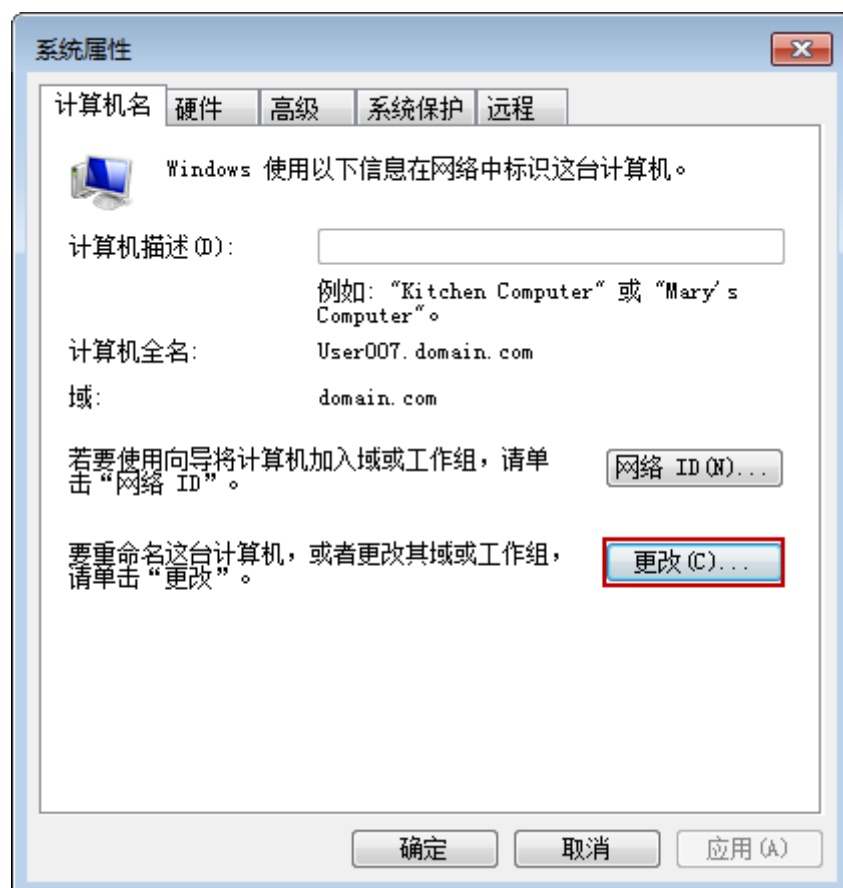 系统属性
计算机名 硬件 高级 系统保护 远程
Windows 使用以下信息在网络中标识这台计算机。
计算机描述(D):
例如: "Kitchen Computer" 或 "Mary's
Computer"。
计算机全名: User007.domain.com
域: domain.com
若要使用向导将计算机加入域或工作组，请单
击“网络 ID”。
网络 ID(N)...
要重命名这台计算机，或者更改其域或工作组，
请单击“更改”。
更改(C)...
确定 取消 应用(A)